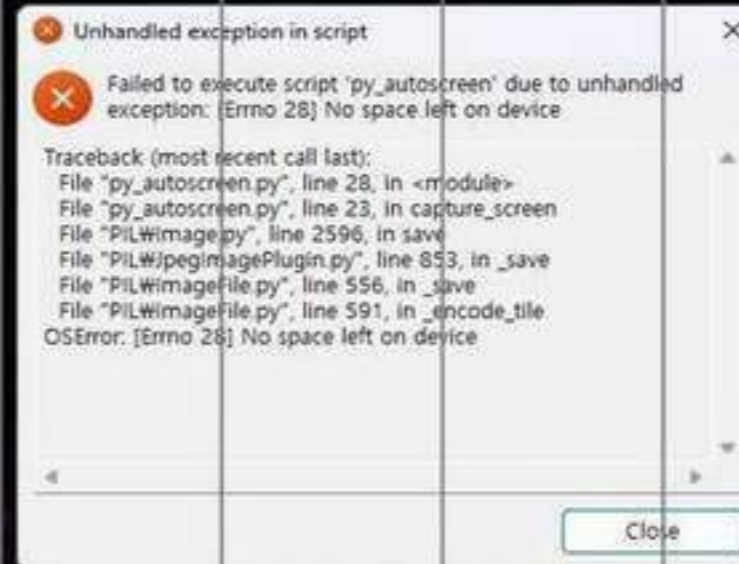 Unhandled exception in script
Failed to execute script 'py_autoscreen' due to unhandled
exception: [Errno 28] No space left on device
Traceback (most recent call last):
File "py_autoscreen.py", line 28, in <module>
File "py_autoscreen.py", line 23, in capture_screen
File "PIL₩Image.py", line 2596, in save
File "PIL₩JpegImagePlugin.py", line 853, in _save
File "PIL₩ImageFile.py", line 556, in _save
File "PIL₩ImageFile.py", line 591, in _encode_tile
OSError: [Errno 28] No space left on device
Close